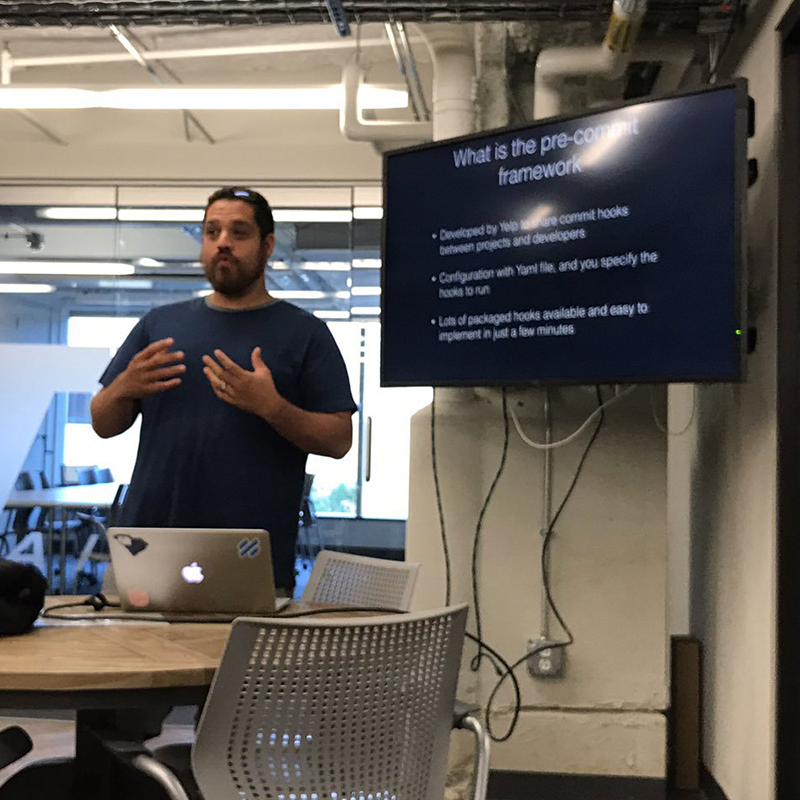 What is the pre-commit
framework
• Developed by Yelp to share commit hooks
between projects and developers
• Configuration with Yaml file, and you specify the
hooks to run
• Lots of packaged hooks available and easy to
implement in just a few minutes